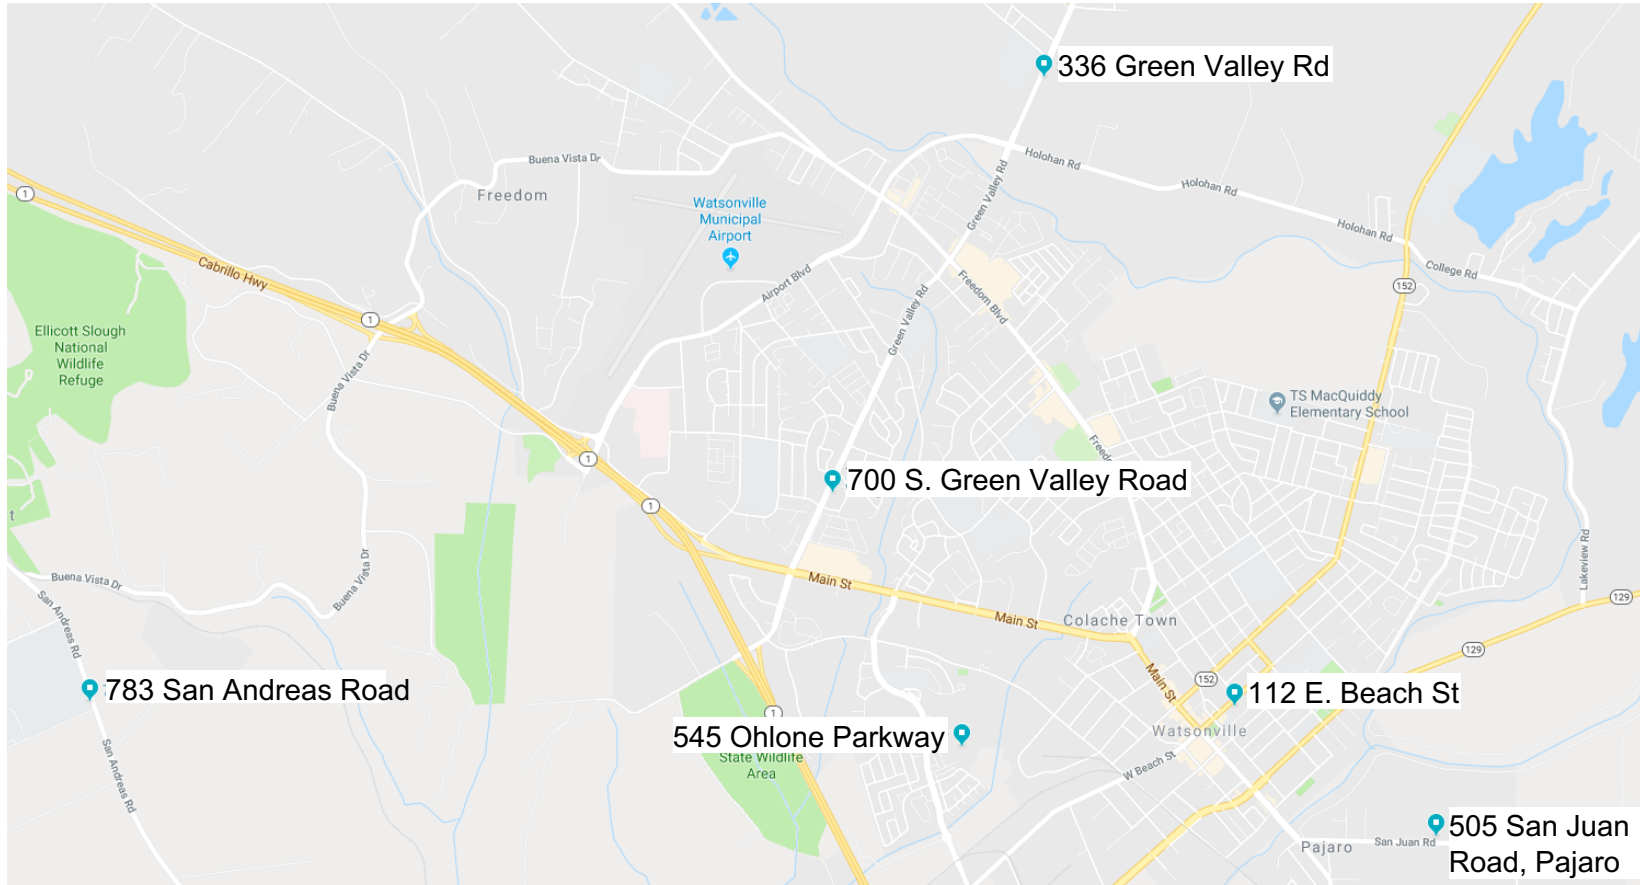 336 Green Valley Rd
Holohan Rd
Buena Vista Dr
Green Valley Rd
Holohan Rd
1
Freedom
Watsonville
Municipal
Airport
Holohan Rd
Cabrillo Hwy
Airport Blvd
Freedom Blvd
College Rd
152
Green Valley Rd
1
Ellicott Slough
National
Wildlife
Refuge
Buena Vista Dr
TS MacQuiddy
Elementary School
1
700 S. Green Valley Road
1
Lakeview Rd
Buena Vista Dr
Buena Vista Dr
Main St
129
San Andreas Rd
Main St
Colache Town
129
783 San Andreas Road
Main St
152
112 E. Beach St
1
545 Ohlone Parkway
Watsonville
State Wildlife
Area
W Beach St
San Andreas Rd
505 San Juan
Road, Pajaro
San Juan Rd
Pajaro